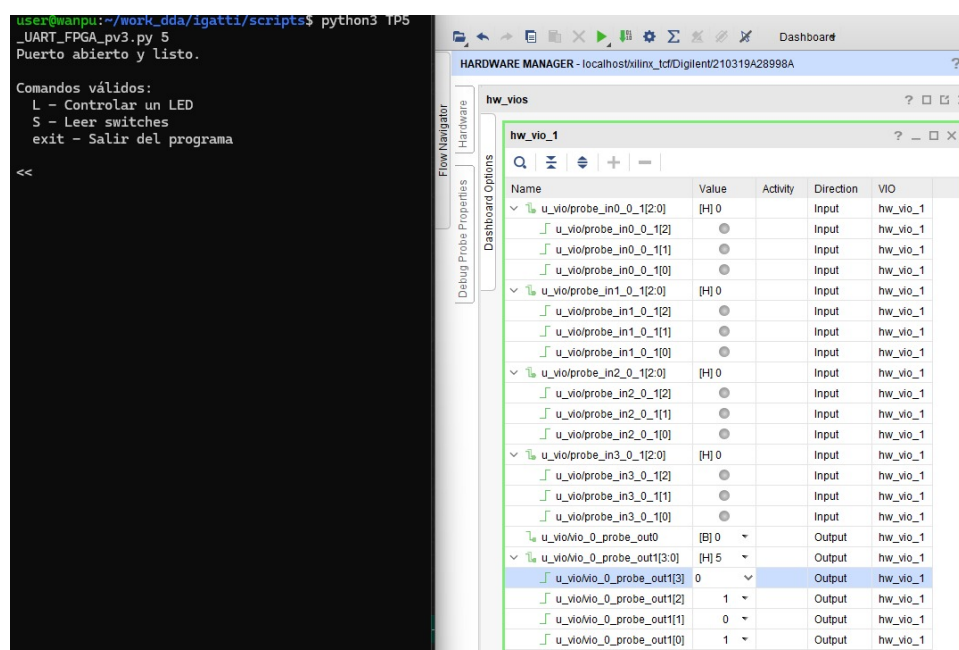 user@wanpu:~/work_dda/igatti/scripts$ python3 TP5
_UART_FPGA_pv3.py 5
Puerto abierto y listo.
Comandos válidos:
L - Controlar un LED
S - Leer switches
exit - Salir del programa
<<
Dashboard
HARDWARE MANAGER - localhost/xilinx_tcf/Digilent/210319A28998A ?
Flow Navigator
Hardware
Debug Probe Properties
Dashboard Options
hw_vios ?
hw_vio_1 ?
Name Value Activity Direction VIO
u_vio/probe_in0_0_1[2:0] [H] 0 Input hw_vio_1
u_vio/probe_in0_0_1[2] Input hw_vio_1
u_vio/probe_in0_0_1[1] Input hw_vio_1
u_vio/probe_in0_0_1[0] Input hw_vio_1
u_vio/probe_in1_0_1[2:0] [H] 0 Input hw_vio_1
u_vio/probe_in1_0_1[2] Input hw_vio_1
u_vio/probe_in1_0_1[1] Input hw_vio_1
u_vio/probe_in1_0_1[0] Input hw_vio_1
u_vio/probe_in2_0_1[2:0] [H] 0 Input hw_vio_1
u_vio/probe_in2_0_1[2] Input hw_vio_1
u_vio/probe_in2_0_1[1] Input hw_vio_1
u_vio/probe_in2_0_1[0] Input hw_vio_1
u_vio/probe_in3_0_1[2:0] [H] 0 Input hw_vio_1
u_vio/probe_in3_0_1[2] Input hw_vio_1
u_vio/probe_in3_0_1[1] Input hw_vio_1
u_vio/probe_in3_0_1[0] Input hw_vio_1
u_vio/vio_0_probe_out0 [B] 0 Output hw_vio_1
u_vio/vio_0_probe_out1[3:0] [H] 5 Output hw_vio_1
u_vio/vio_0_probe_out1[3] 0 Output hw_vio_1
u_vio/vio_0_probe_out1[2] 1 Output hw_vio_1
u_vio/vio_0_probe_out1[1] 0 Output hw_vio_1
u_vio/vio_0_probe_out1[0] 1 Output hw_vio_1